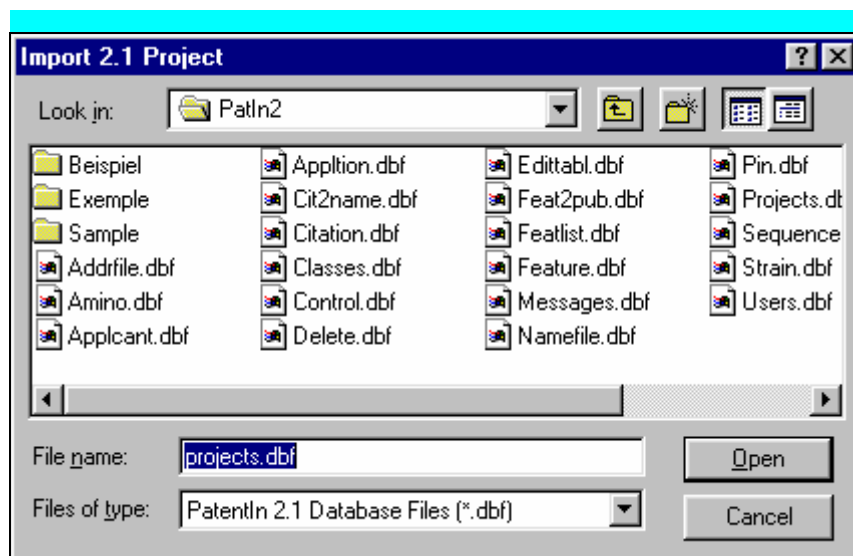 Import 2.1 Project
Look in: PatIn2
Beispiel Appltion.dbf Edittabl.dbf Pin.dbf
Exemple Cit2name.dbf Feat2pub.dbf Projects.db
Sample Citation.dbf Featlist.dbf Sequence
Addrfile.dbf Classes.dbf Feature.dbf Strain.dbf
Amino.dbf Control.dbf Messages.dbf Users.dbf
Applcant.dbf Delete.dbf Namefile.dbf
File name: projects.dbf Open
Files of type: PatentIn 2.1 Database Files (*.dbf) Cancel